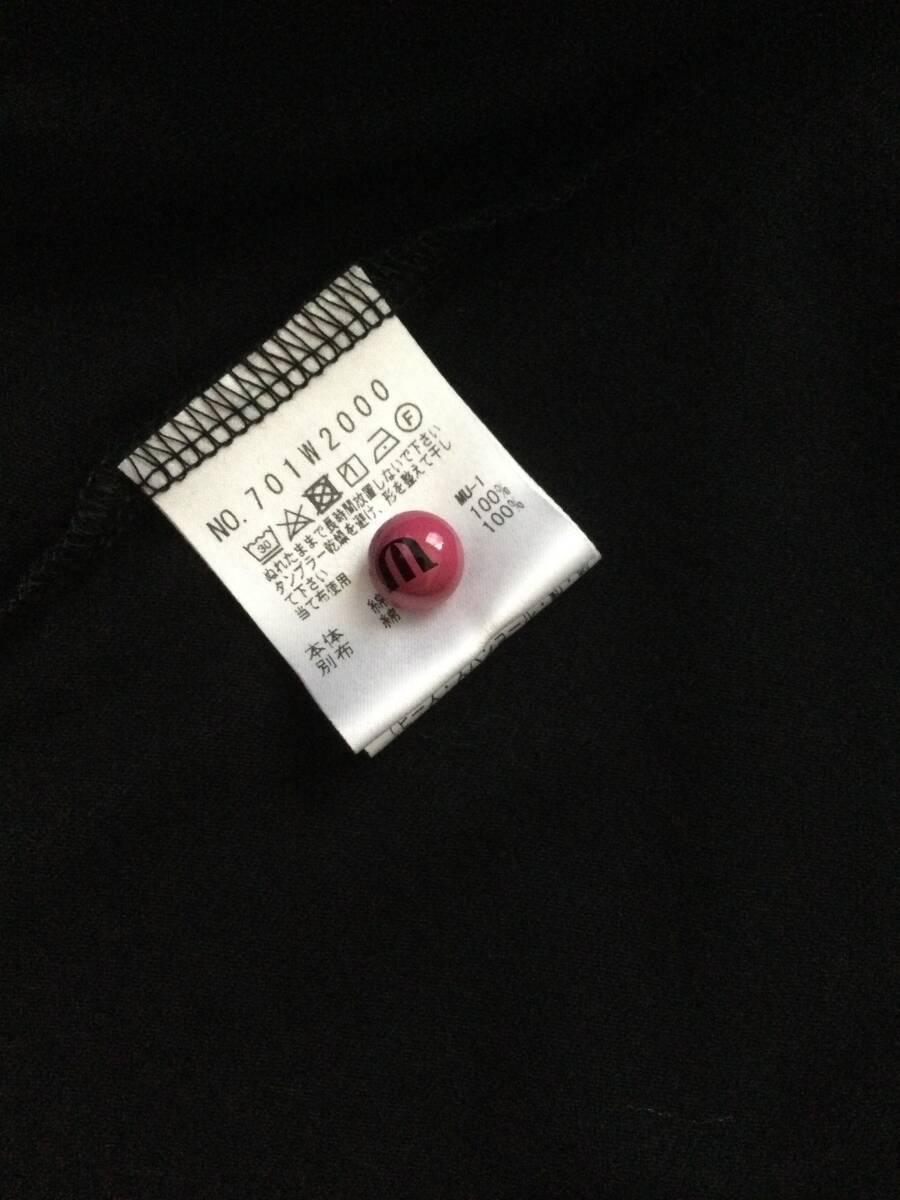 NO. 701W2000
30
F
ぬれたままで長時間放置しないで下さい
タンブラー乾燥を避け、形を整えて干し
て下さい
当て布使用
MU-1
本体 綿 100%
別布 綿 100%
m